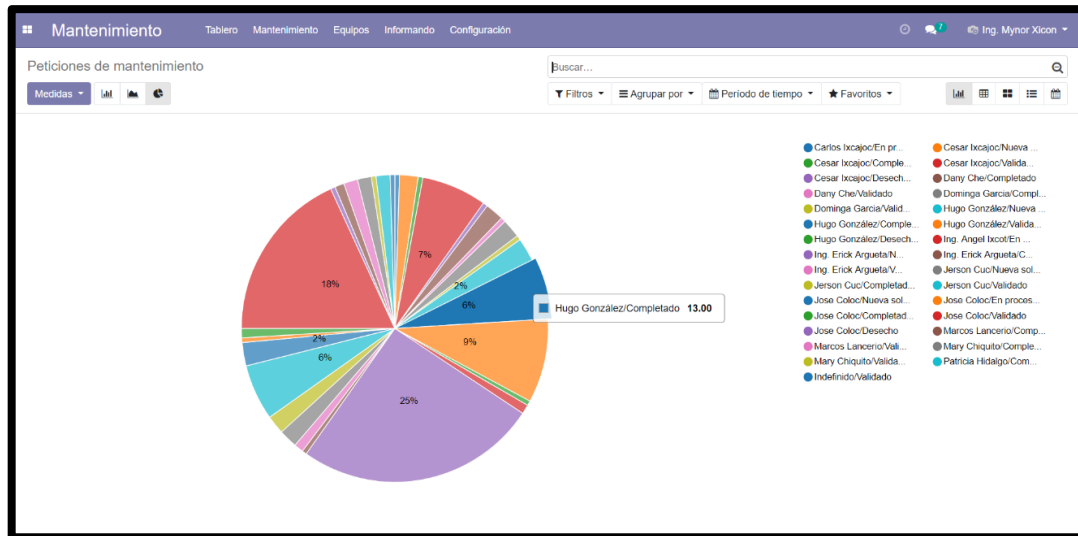 Mantenimiento Tablero Mantenimiento Equipos Informando Configuración 7 Ing. Mynor Xicon
Peticiones de mantenimiento
Buscar...
Medidas Filtros Agrupar por Período de tiempo Favoritos
Carlos Ixcajoc/En pr... Cesar Ixcajoc/Nueva ...
Cesar Ixcajoc/Comple... Cesar Ixcajoc/Valida...
Cesar Ixcajoc/Desech... Dany Che/Completado
Dany Che/Validado Dominga Garcia/Compl...
Dominga Garcia/Valid... Hugo González/Nueva ...
Hugo González/Comple... Hugo González/Valida...
Hugo González/Desech... Ing. Angel Ixcot/En ...
Ing. Erick Argueta/N... Ing. Erick Argueta/C...
Ing. Erick Argueta/V... Jerson Cuc/Nueva sol...
Jerson Cuc/Completad... Jerson Cuc/Validado
Jose Coloc/Nueva sol... Jose Coloc/En proces...
Jose Coloc/Completad... Jose Coloc/Validado
Jose Coloc/Desecho Marcos Lancerio/Comp...
Marcos Lancerio/Vali... Mary Chiquito/Comple...
Mary Chiquito/Valida... Patricia Hidalgo/Com...
Indefinido/Validado
7%
18%
2%
6%
Hugo González/Completado 13.00
2%
9%
6%
25%